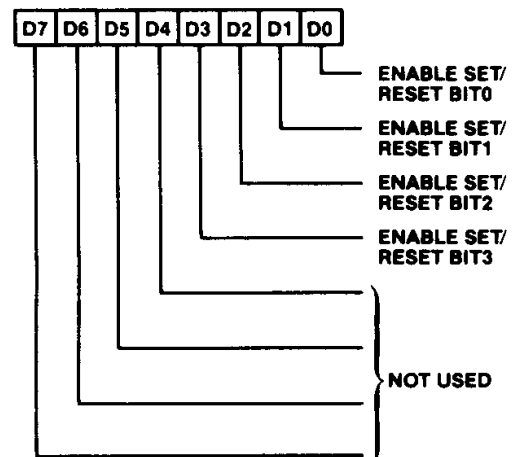 D7 D6 D5 D4 D3 D2 D1 D0
ENABLE SET/
RESET BIT0
ENABLE SET/
RESET BIT1
ENABLE SET/
RESET BIT2
ENABLE SET/
RESET BIT3
NOT USED